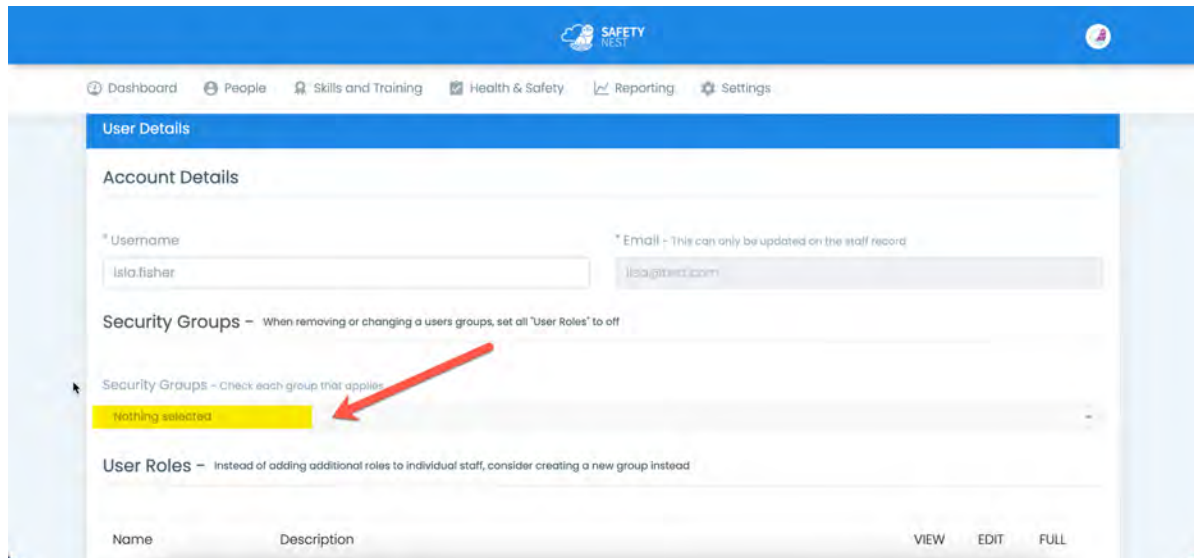 SAFETY
NEST
Dashboard People Skills and Training Health & Safety Reporting Settings
User Details
Account Details
* Username * Email - This can only be updated on the staff record
isla.fisher
Security Groups - When removing or changing a users groups, set all "User Roles" to off
Security Groups - Check each group that applies
Nothing selected
User Roles - Instead of adding additional roles to individual staff, consider creating a new group instead
Name Description VIEW EDIT FULL